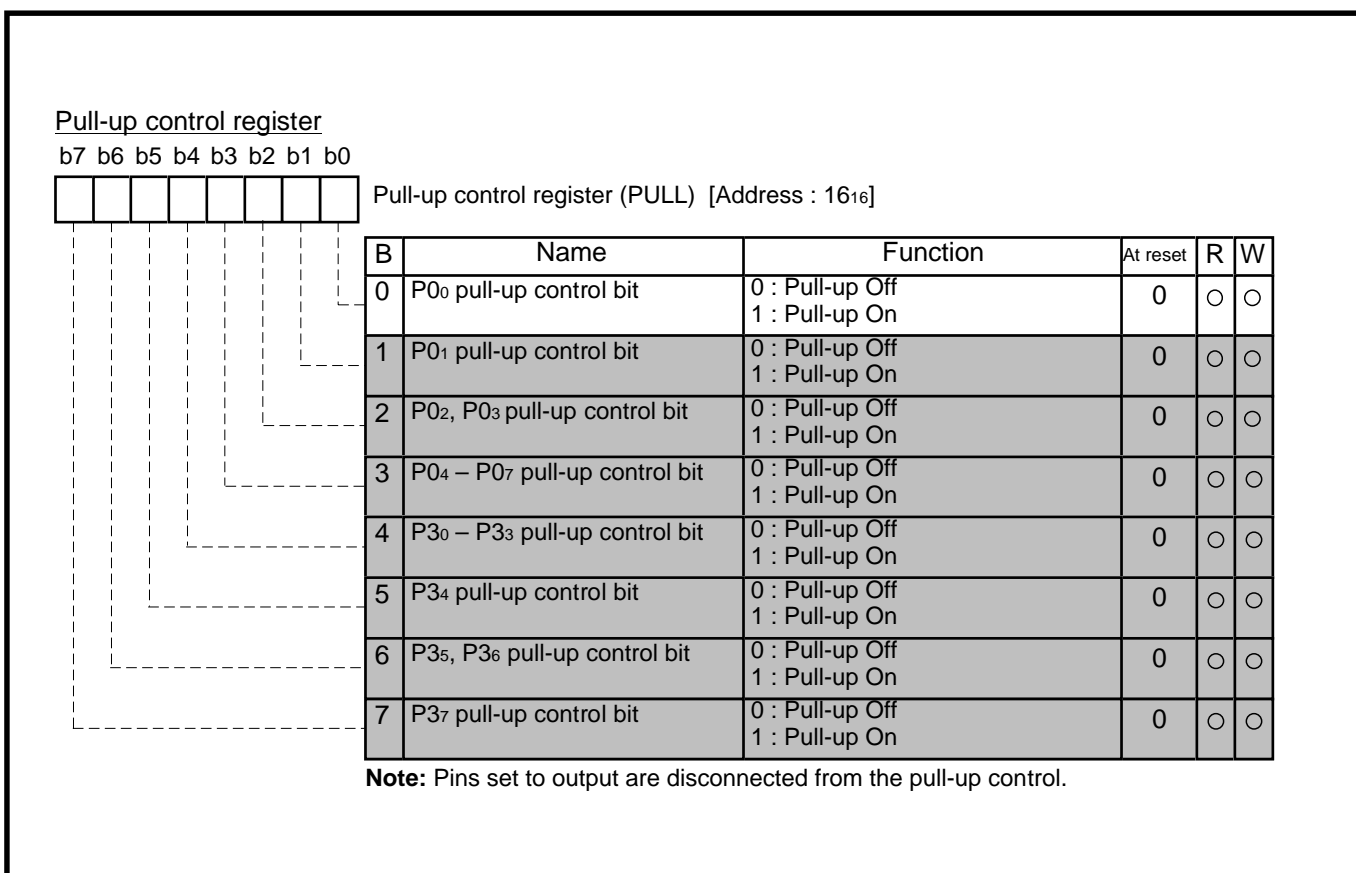 Pull-up control register
b7 b6 b5 b4 b3 b2 b1 b0
Pull-up control register (PULL) [Address : 16₁₆]
B Name Function At reset R W
0 P0₀ pull-up control bit 0 : Pull-up Off 0 ○ ○
1 : Pull-up On
1 P0₁ pull-up control bit 0 : Pull-up Off 0 ○ ○
1 : Pull-up On
2 P0₂, P0₃ pull-up control bit 0 : Pull-up Off 0 ○ ○
1 : Pull-up On
3 P0₄ – P0₇ pull-up control bit 0 : Pull-up Off 0 ○ ○
1 : Pull-up On
4 P3₀ – P3₃ pull-up control bit 0 : Pull-up Off 0 ○ ○
1 : Pull-up On
5 P3₄ pull-up control bit 0 : Pull-up Off 0 ○ ○
1 : Pull-up On
6 P3₅, P3₆ pull-up control bit 0 : Pull-up Off 0 ○ ○
1 : Pull-up On
7 P3₇ pull-up control bit 0 : Pull-up Off 0 ○ ○
1 : Pull-up On
Note: Pins set to output are disconnected from the pull-up control.